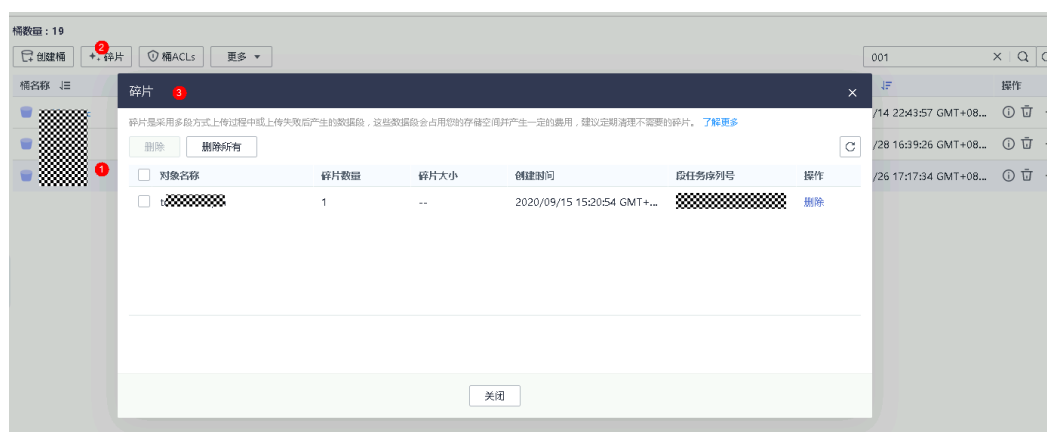 桶数量：19
创建桶 2 碎片 桶ACLs 更多 001
桶名称 操作
碎片 3
/14 22:43:57 GMT+08...
碎片是采用多段方式上传过程中或上传失败后产生的数据段，这些数据段会占用您的存储空间并产生一定的费用，建议定期清理不需要的碎片。 了解更多
删除 删除所有
/28 16:39:26 GMT+08...
1 对象名称 碎片数量 碎片大小 创建时间 段任务序列号 操作
/26 17:17:34 GMT+08...
1 -- 2020/09/15 15:20:54 GMT+... 删除
关闭